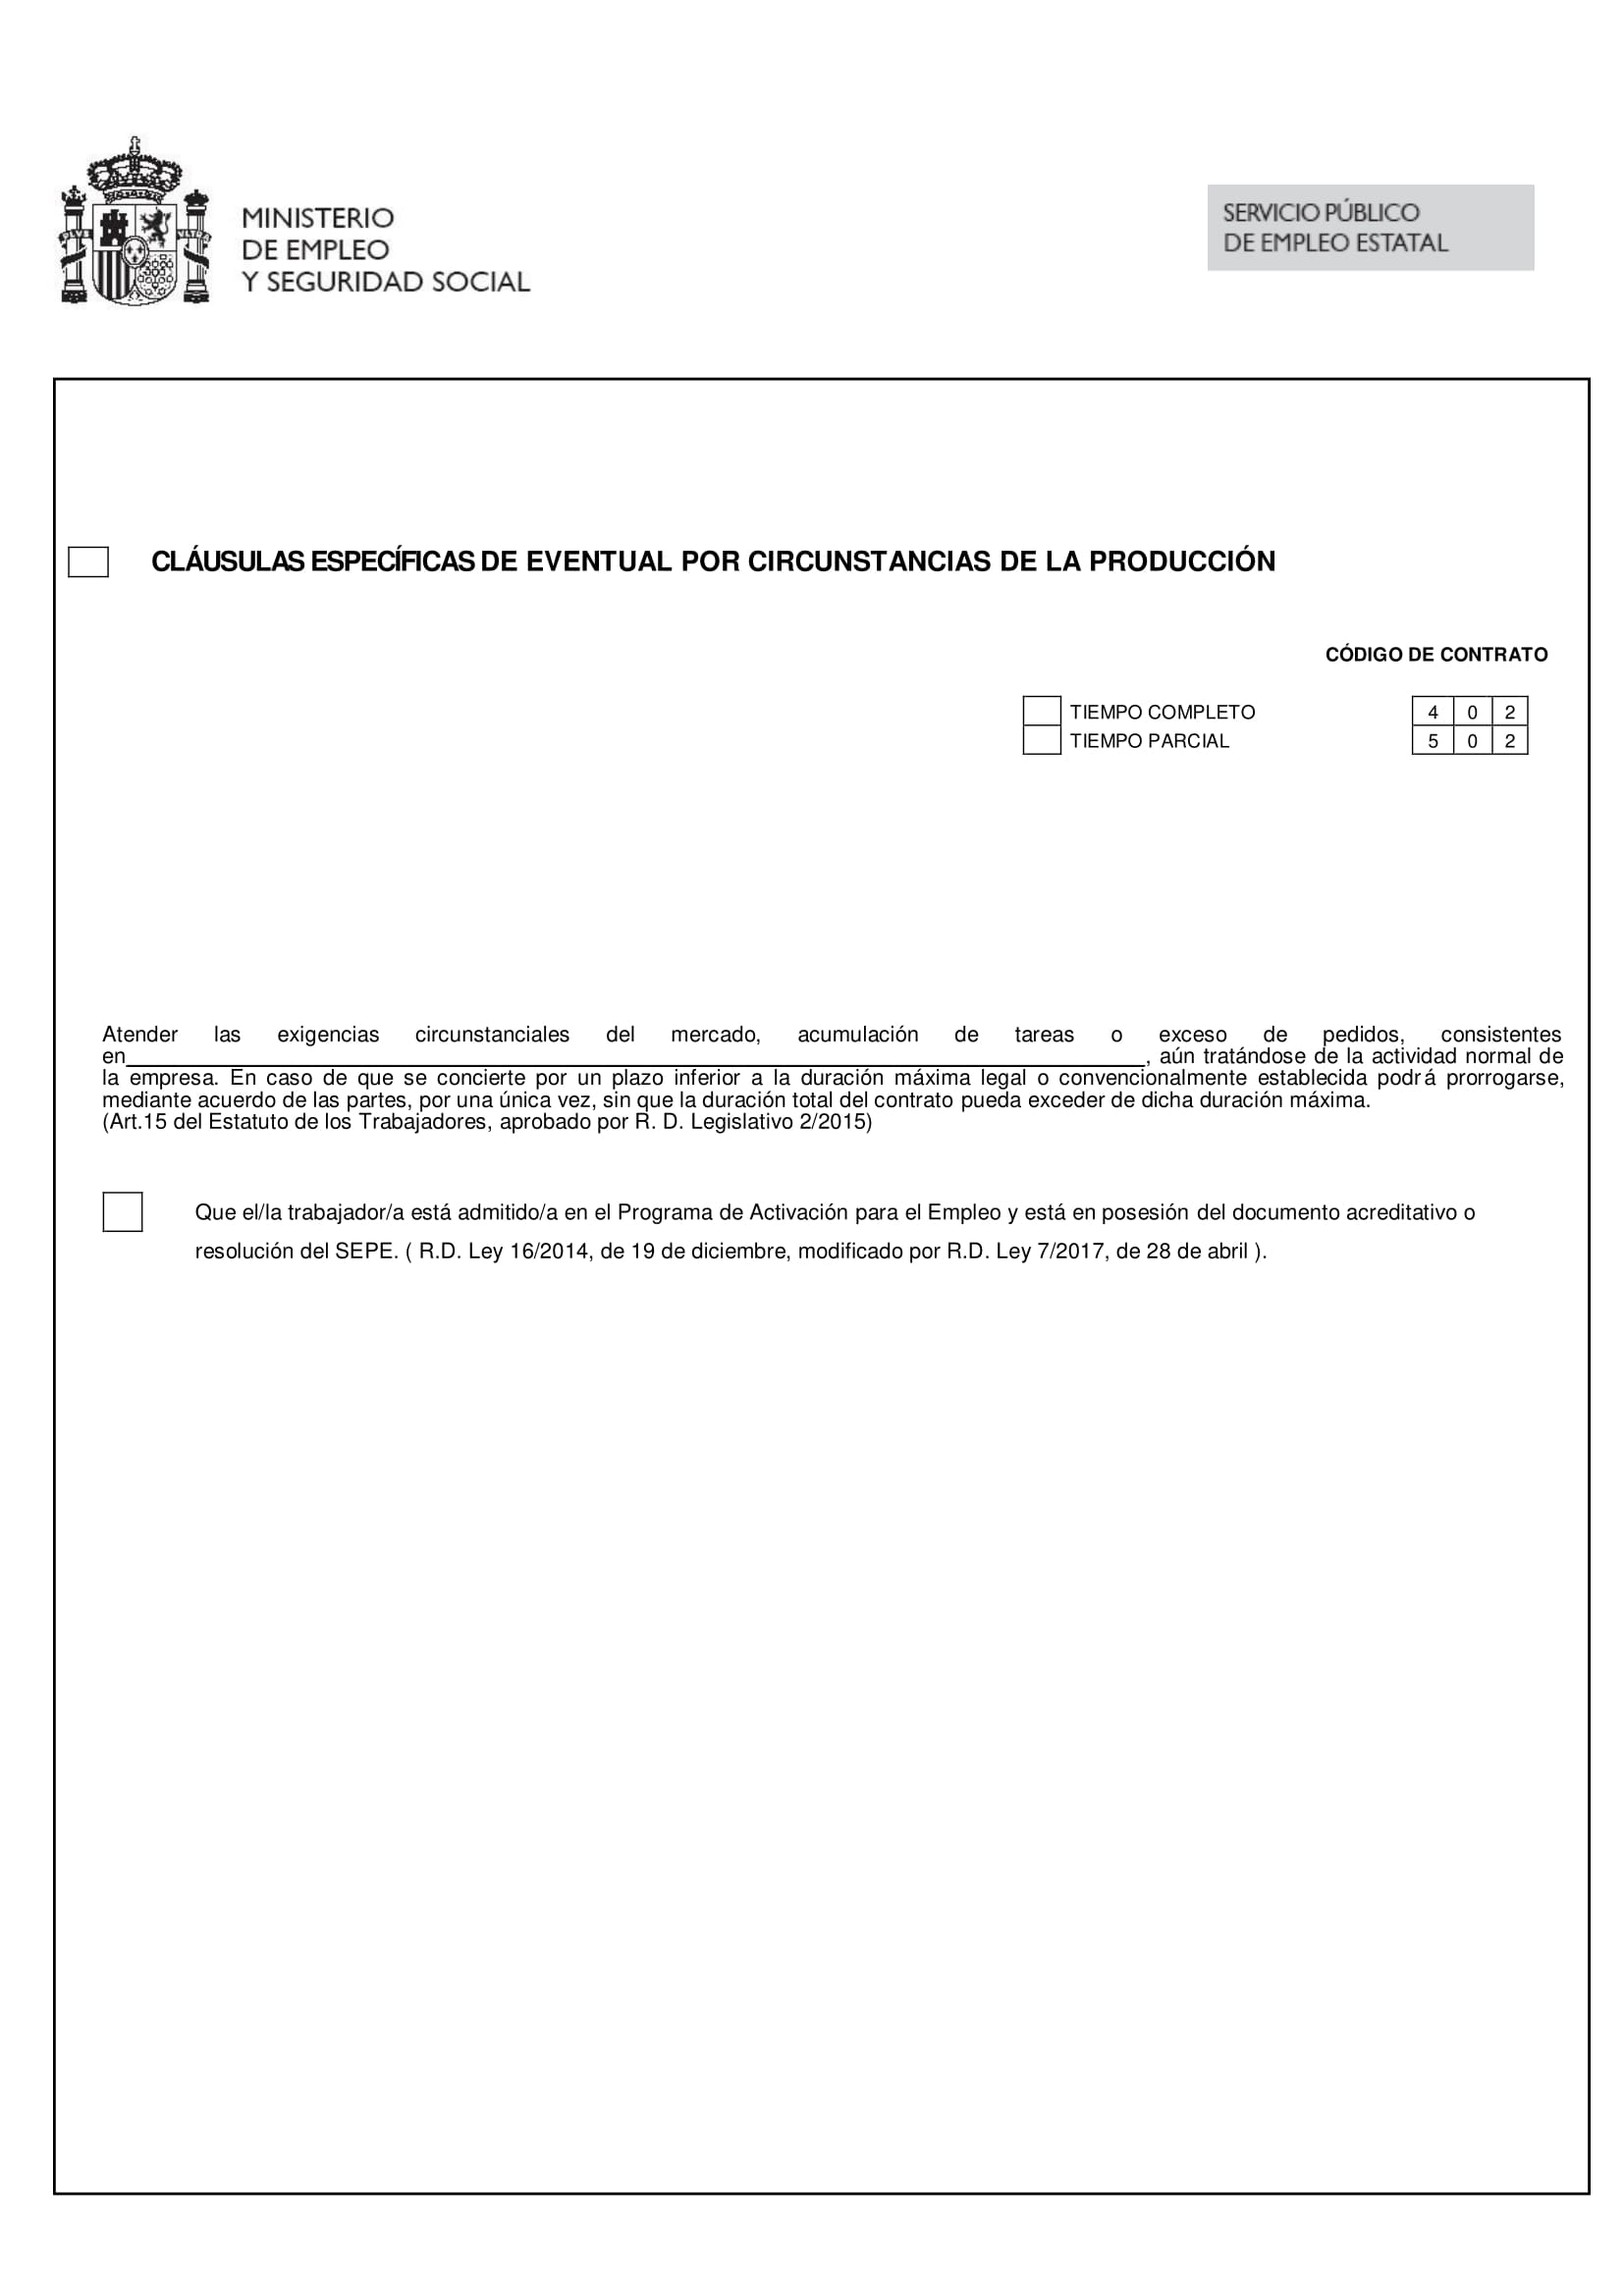 MINISTERIO
DE EMPLEO
Y SEGURIDAD SOCIAL
SERVICIO PÚBLICO
DE EMPLEO ESTATAL
CLÁUSULAS ESPECÍFICAS DE EVENTUAL POR CIRCUNSTANCIAS DE LA PRODUCCIÓN
CÓDIGO DE CONTRATO
TIEMPO COMPLETO 4 0 2
TIEMPO PARCIAL 5 0 2
Atender las exigencias circunstanciales del mercado, acumulación de tareas o exceso de pedidos, consistentes
en , aún tratándose de la actividad normal de
la empresa. En caso de que se concierte por un plazo inferior a la duración máxima legal o convencionalmente establecida podrá prorrogarse,
mediante acuerdo de las partes, por una única vez, sin que la duración total del contrato pueda exceder de dicha duración máxima.
(Art.15 del Estatuto de los Trabajadores, aprobado por R. D. Legislativo 2/2015)
Que el/la trabajador/a está admitido/a en el Programa de Activación para el Empleo y está en posesión del documento acreditativo o
resolución del SEPE. ( R.D. Ley 16/2014, de 19 de diciembre, modificado por R.D. Ley 7/2017, de 28 de abril ).